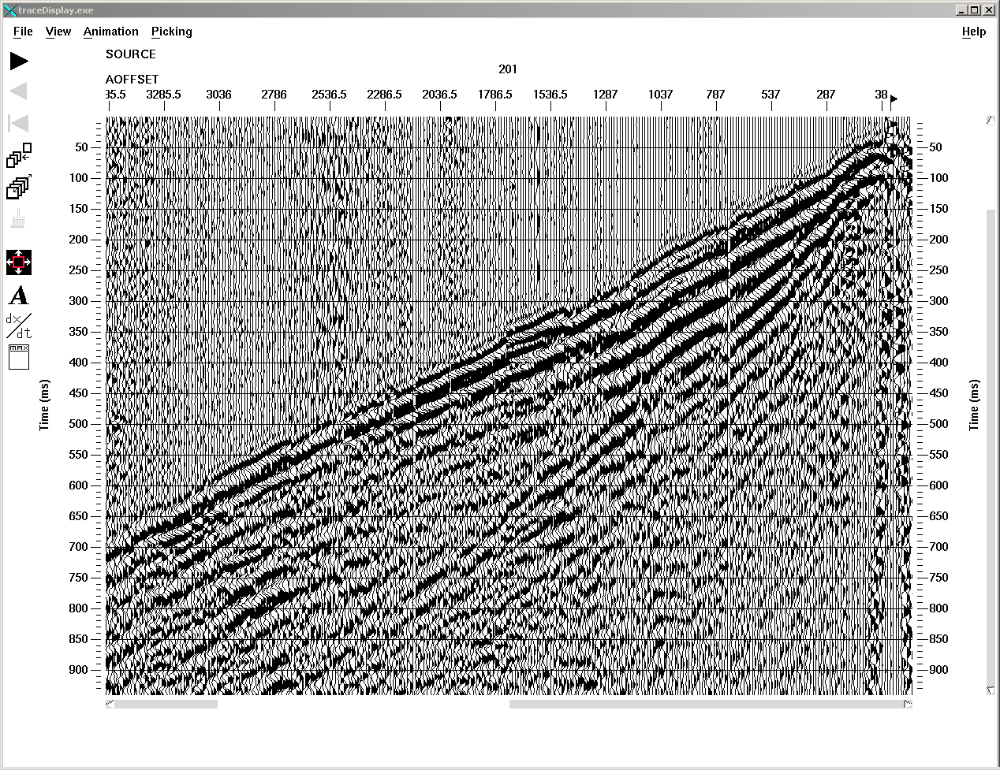 traceDisplay.exe
File View Animation Picking Help
SOURCE
201
AOFFSET
35.5 3285.5 3036 2786 2536.5 2286.5 2036.5 1786.5 1536.5 1287 1037 787 537 287 38
50 50
100 100
150 150
200 200
250 250
300 300
350 350
400 400
450 450
500 500
550 550
600 600
650 650
700 700
750 750
800 800
850 850
900 900
Time (ms) Time (ms)
A
dx/dt
max